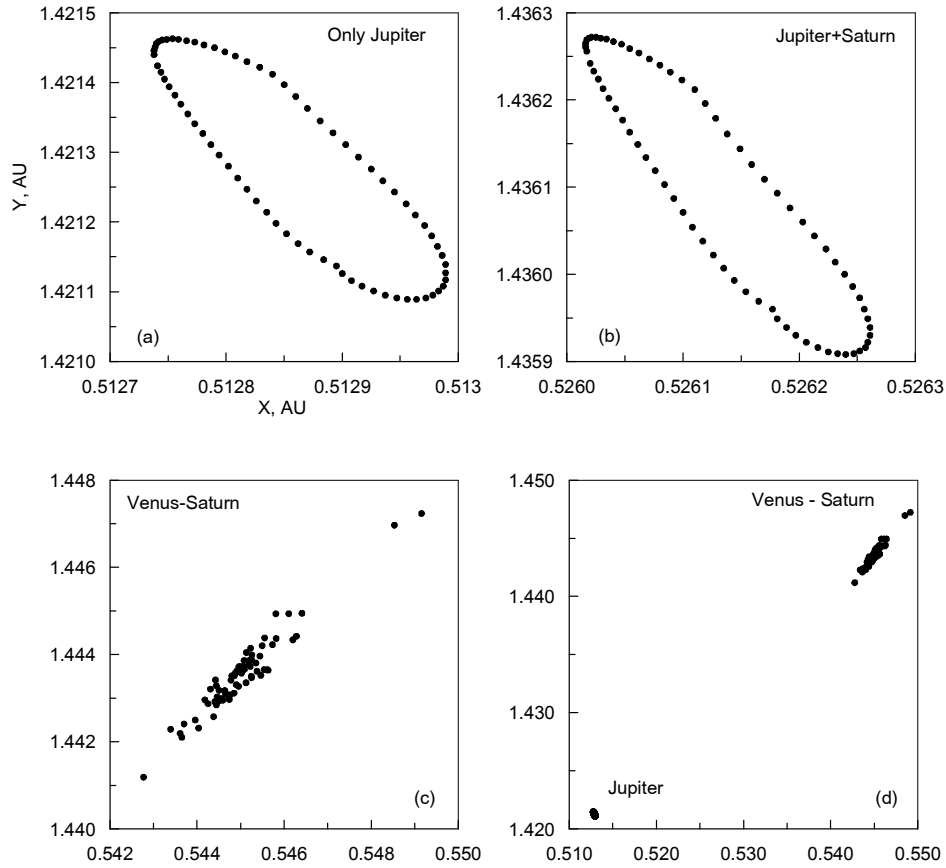 1.4215
Only Jupiter
1.4214
1.4213
Y, AU
1.4212
1.4211
(a)
1.4210
0.5127 0.5128 0.5129 0.513
X, AU
1.4363
Jupiter+Saturn
1.4362
1.4361
1.4360
(b)
1.4359
0.5260 0.5261 0.5262 0.5263
1.448
Venus-Saturn
1.446
1.444
1.442
(c)
1.440
0.542 0.544 0.546 0.548 0.550
1.450
Venus - Saturn
1.440
1.430
Jupiter
(d)
1.420
0.510 0.520 0.530 0.540 0.550